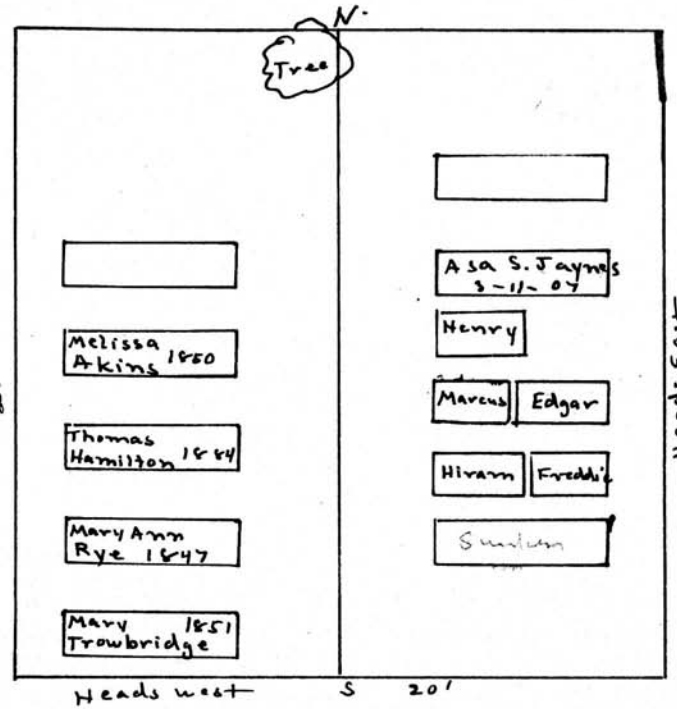 N.
Tree
Asa S. Jaynes
3-11-07
Henry
Melissa
Akins 1850
Marcus
Edgar
Thomas
Hamilton 1884
Hiram
Freddie
Mary Ann
Rye 1847
Mary 1851
Trowbridge
Heads west
S
20'